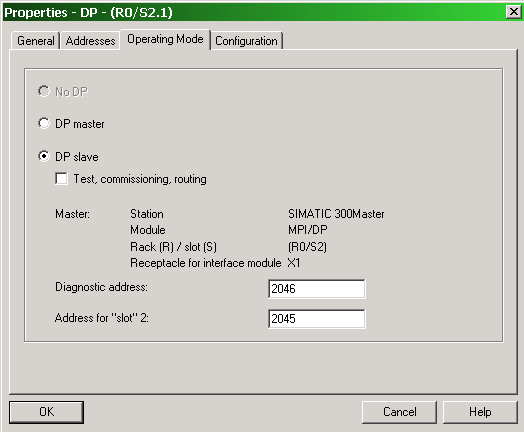 Properties - DP - (R0/S2.1)
General Addresses Operating Mode Configuration
No DP
DP master
DP slave
Test, commissioning, routing
Master: Station SIMATIC 300Master
Module MPI/DP
Rack (R) / slot (S) (R0/S2)
Receptacle for interface module X1
Diagnostic address: 2046
Address for "slot" 2: 2045
OK Cancel Help